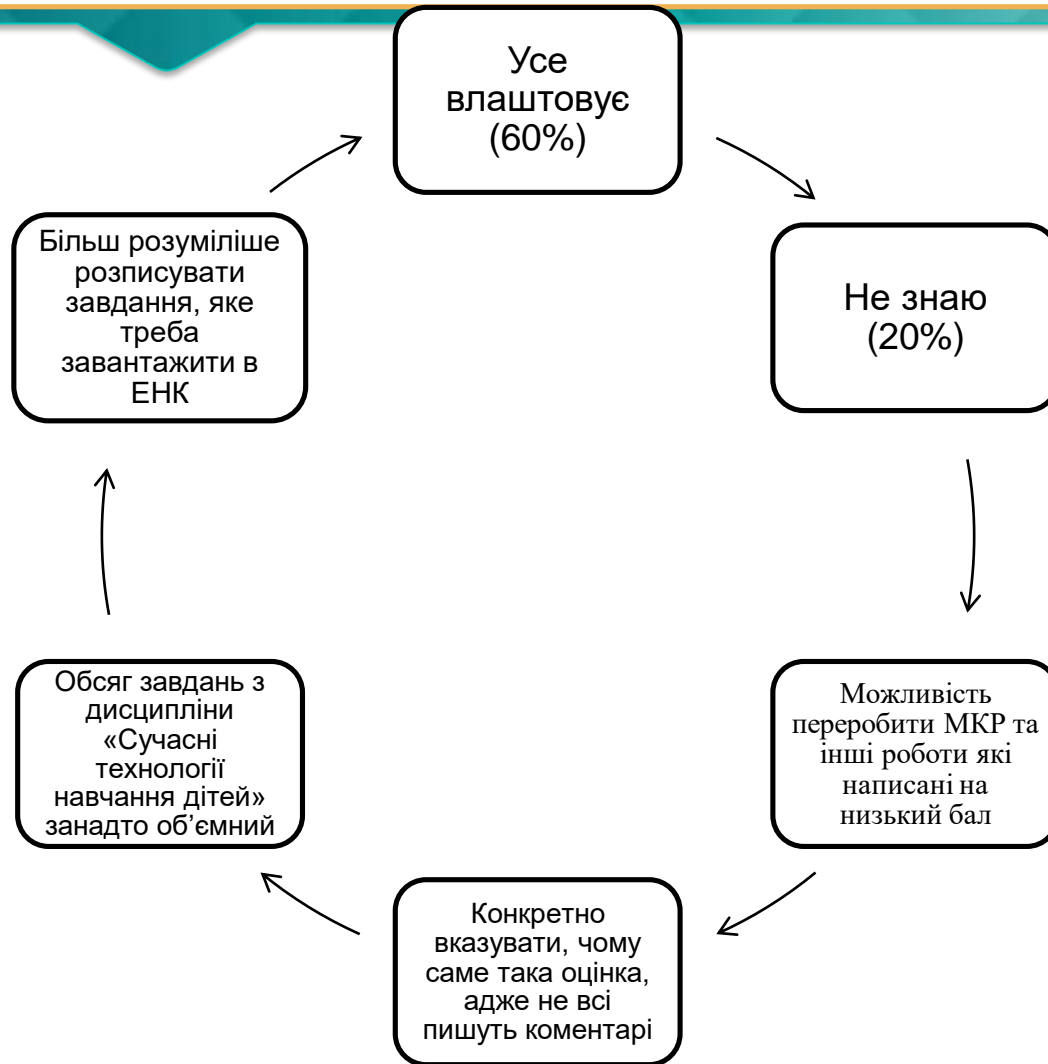 Усе
влаштовує
(60%)
Не знаю
(20%)
Можливість
переробити МКР та
інші роботи які
написані на
низький бал
Конкретно
вказувати, чому
саме така оцінка,
адже не всі
пишуть коментарі
Обсяг завдань з
дисципліни
«Сучасні
технології
навчання дітей»
занадто об’ємний
Більш розуміліше
розписувати
завдання, яке
треба
завантажити в
ЕНК